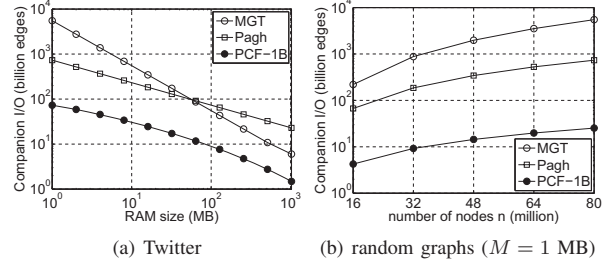 Companion I/O (billion edges)
10^5
10^4
10^3
10^2
10^1
10^0
10^0
10^1
10^2
10^3
RAM size (MB)
MGT
Pagh
PCF-1B
(a) Twitter
Companion I/O (billion edges)
10^4
10^3
10^2
10^1
10^0
16
32
48
64
80
number of nodes n (million)
MGT
Pagh
PCF-1B
(b) random graphs (M = 1 MB)